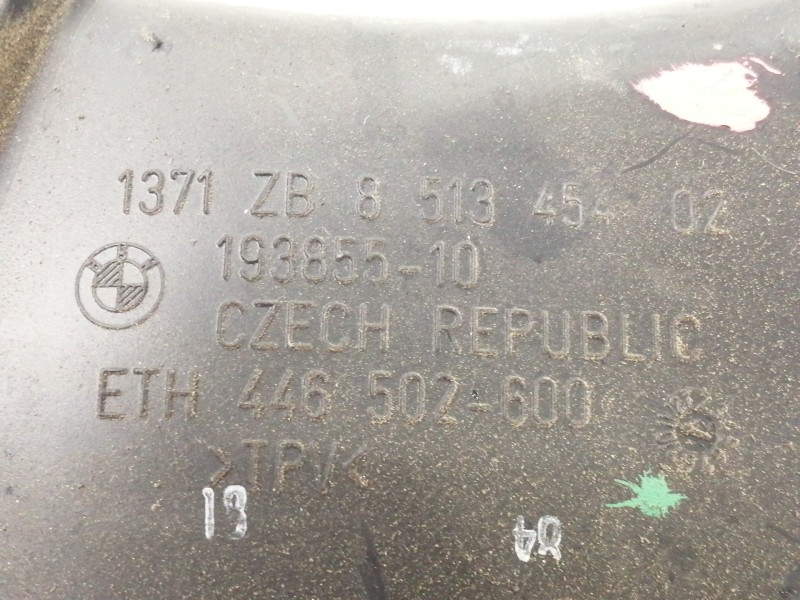 1371 ZB 8 513 454 02
193855-10
CZECH REPUBLIC
ETH 446 502-600
>TPV<
13
84